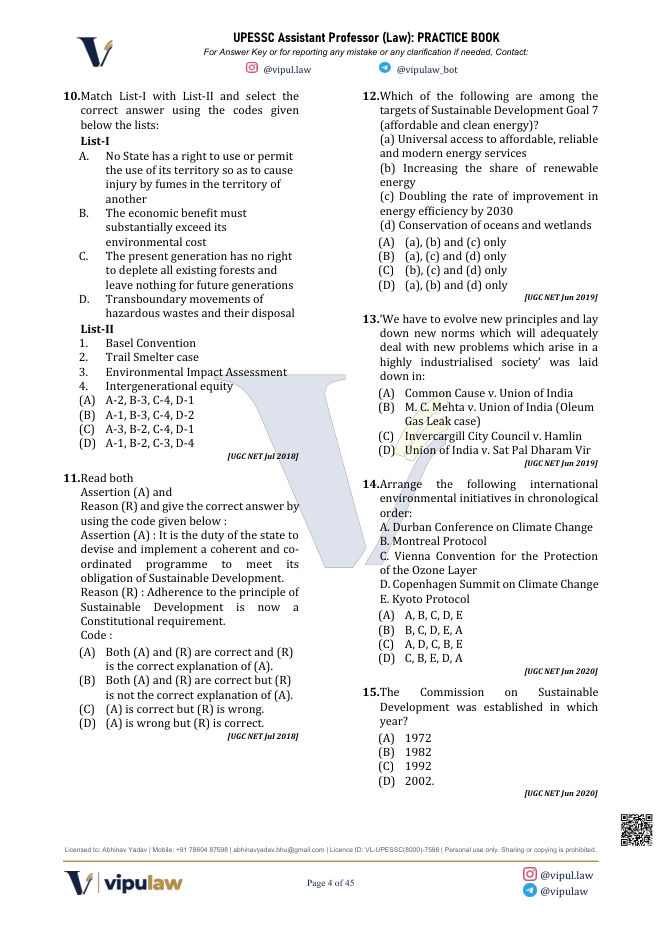 UPESSC Assistant Professor (Law): PRACTICE BOOK
For Answer Key or for reporting any mistake or any clarification if needed, Contact:
@vipul.law
@vipulaw_bot
10.Match List-I with List-II and select the
correct answer using the codes given
below the lists:
List-I
A. No State has a right to use or permit
the use of its territory so as to cause
injury by fumes in the territory of
another
B. The economic benefit must
substantially exceed its
environmental cost
C. The present generation has no right
to deplete all existing forests and
leave nothing for future generations
D. Transboundary movements of
hazardous wastes and their disposal
List-II
1. Basel Convention
2. Trail Smelter case
3. Environmental Impact Assessment
4. Intergenerational equity
(A) A-2, B-3, C-4, D-1
(B) A-1, B-3, C-4, D-2
(C) A-3, B-2, C-4, D-1
(D) A-1, B-2, C-3, D-4
[UGC NET Jul 2018]
11.Read both
Assertion (A) and
Reason (R) and give the correct answer by
using the code given below :
Assertion (A) : It is the duty of the state to
devise and implement a coherent and co-
ordinated programme to meet its
obligation of Sustainable Development.
Reason (R) : Adherence to the principle of
Sustainable Development is now a
Constitutional requirement.
Code :
(A) Both (A) and (R) are correct and (R)
is the correct explanation of (A).
(B) Both (A) and (R) are correct but (R)
is not the correct explanation of (A).
(C) (A) is correct but (R) is wrong.
(D) (A) is wrong but (R) is correct.
[UGC NET Jul 2018]
12.Which of the following are among the
targets of Sustainable Development Goal 7
(affordable and clean energy)?
(a) Universal access to affordable, reliable
and modern energy services
(b) Increasing the share of renewable
energy
(c) Doubling the rate of improvement in
energy efficiency by 2030
(d) Conservation of oceans and wetlands
(A) (a), (b) and (c) only
(B) (a), (c) and (d) only
(C) (b), (c) and (d) only
(D) (a), (b) and (d) only
[UGC NET Jun 2019]
13.‘We have to evolve new principles and lay
down new norms which will adequately
deal with new problems which arise in a
highly industrialised society’ was laid
down in:
(A) Common Cause v. Union of India
(B) M. C. Mehta v. Union of India (Oleum
Gas Leak case)
(C) Invercargill City Council v. Hamlin
(D) Union of India v. Sat Pal Dharam Vir
[UGC NET Jun 2019]
14.Arrange the following international
environmental initiatives in chronological
order:
A. Durban Conference on Climate Change
B. Montreal Protocol
C. Vienna Convention for the Protection
of the Ozone Layer
D. Copenhagen Summit on Climate Change
E. Kyoto Protocol
(A) A, B, C, D, E
(B) B, C, D, E, A
(C) A, D, C, B, E
(D) C, B, E, D, A
[UGC NET Jun 2020]
15.The Commission on Sustainable
Development was established in which
year?
(A) 1972
(B) 1982
(C) 1992
(D) 2002.
[UGC NET Jun 2020]
Licensed to: Abhinav Yadav | Mobile: +91 78604 87598 | abhinavyadav.bhu@gmail.com | Licence ID: VL-UPESSC(8000)-7598 | Personal use only. Sharing or copying is prohibited.
vipulaw
Page 4 of 45
@vipul.law
@vipulaw